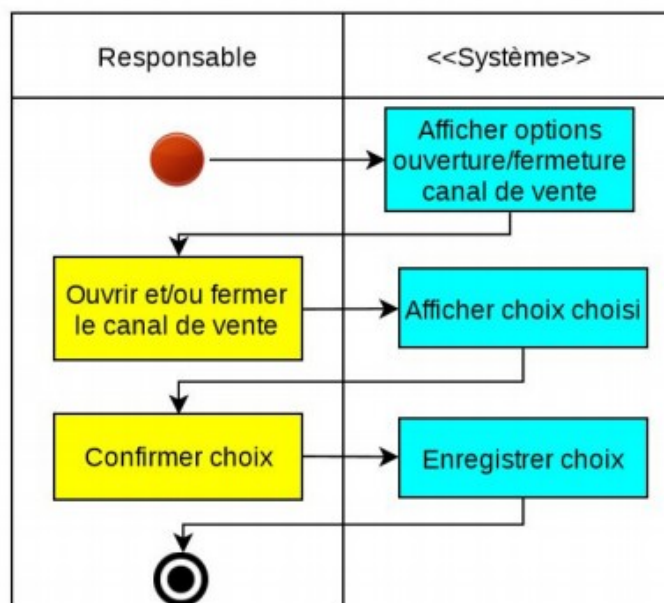 Responsable
<<Système>>
Afficher options
ouverture/fermeture
canal de vente
Ouvrir et/ou fermer
le canal de vente
Afficher choix choisi
Confirmer choix
Enregistrer choix